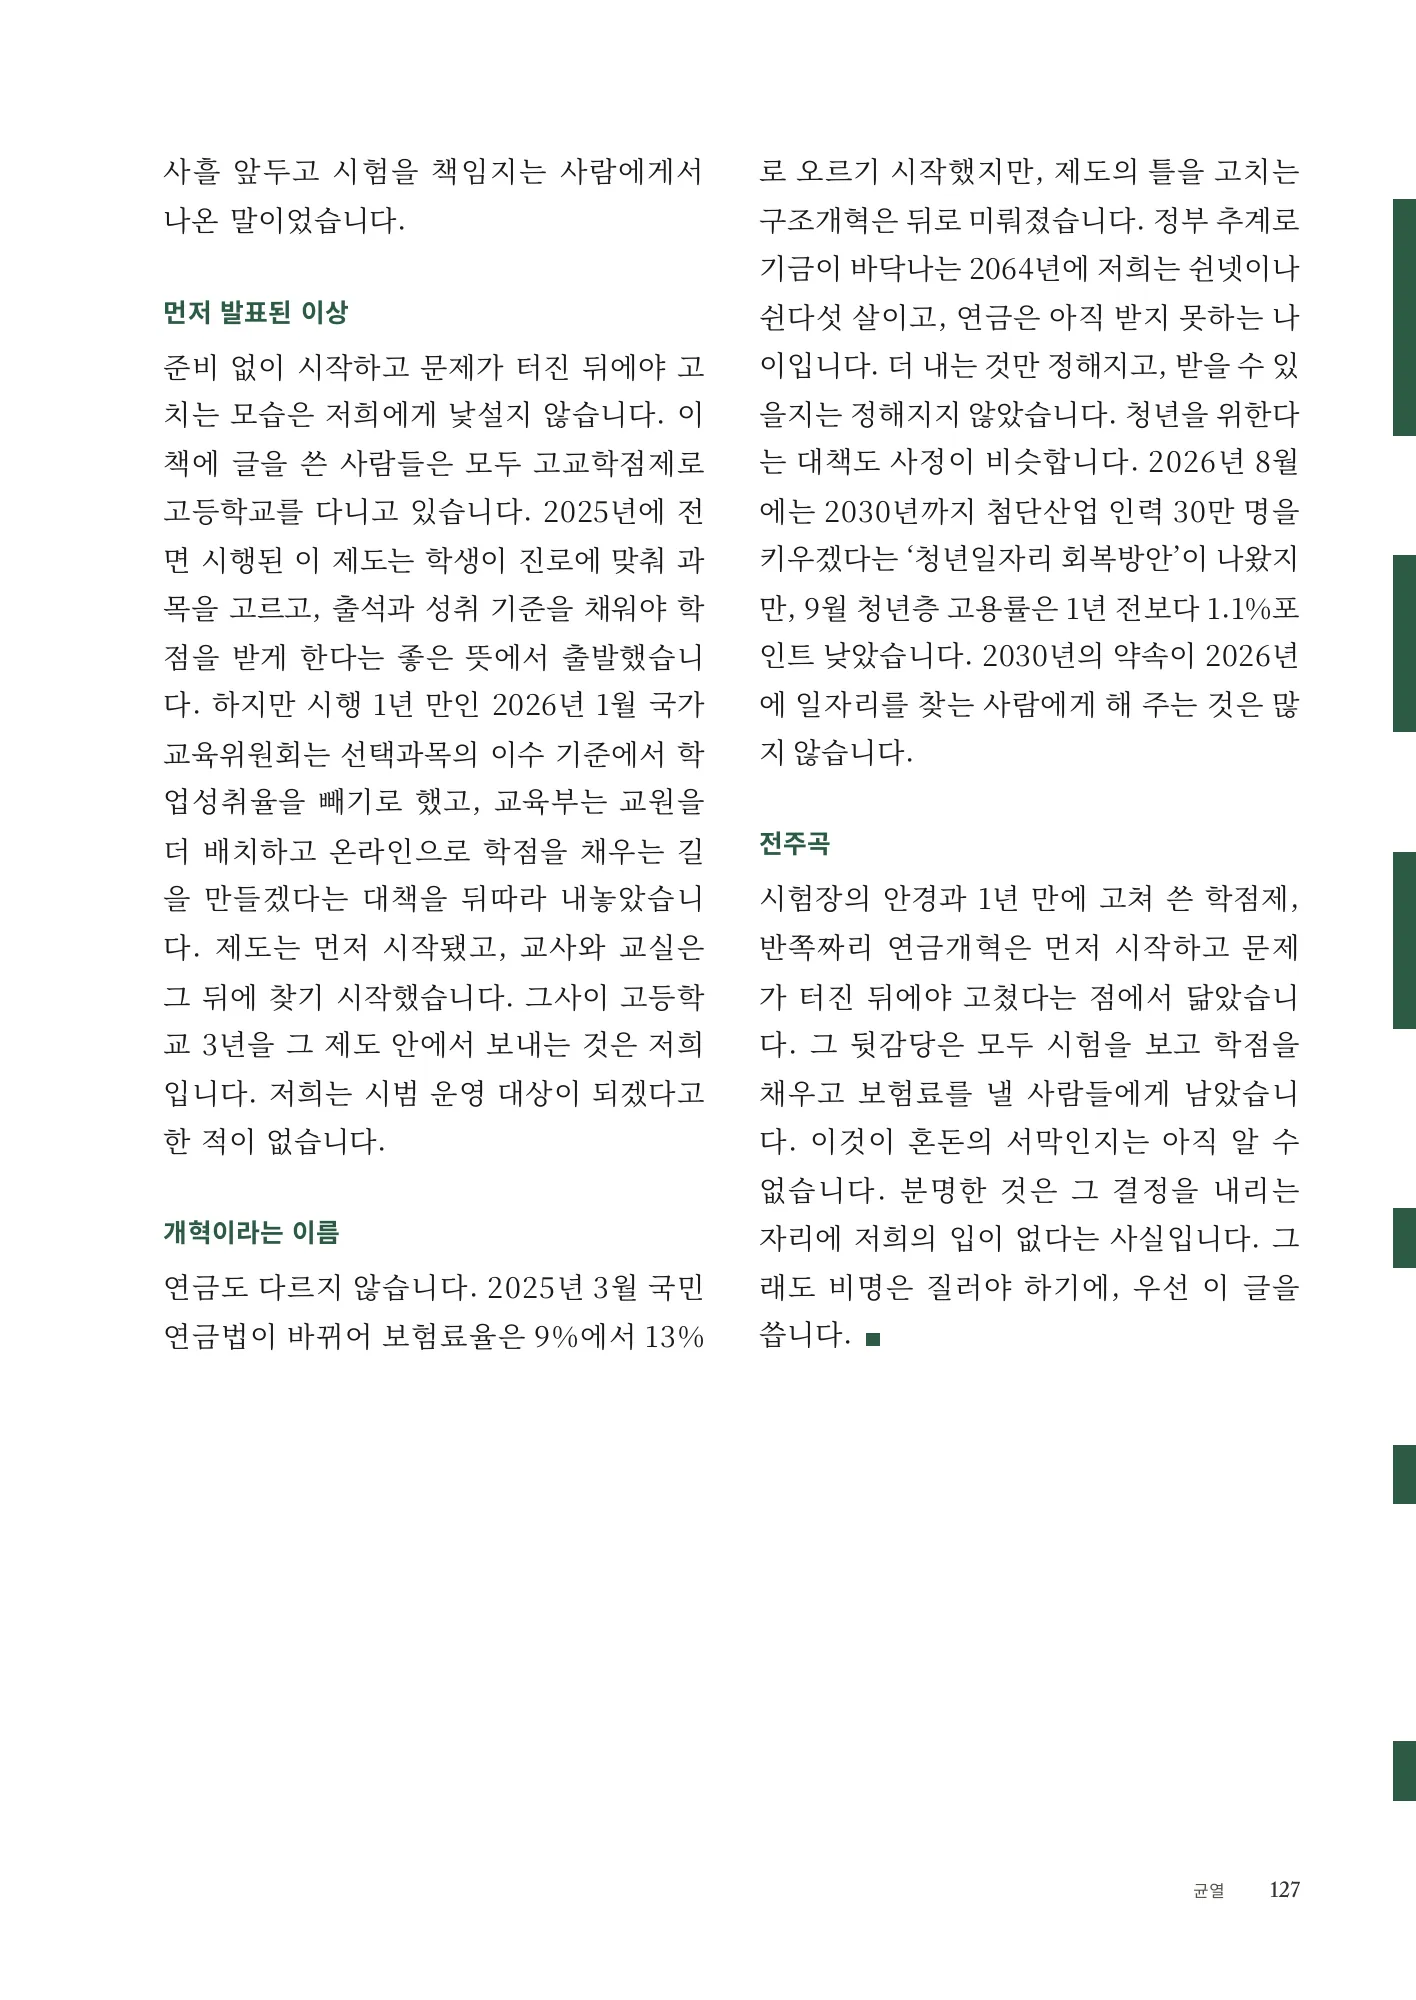 사흘 앞두고 시험을 책임지는 사람에게서
나온 말이었습니다.
먼저 발표된 이상
준비 없이 시작하고 문제가 터진 뒤에야 고
치는 모습은 저희에게 낯설지 않습니다. 이
책에 글을 쓴 사람들은 모두 고교학점제로
고등학교를 다니고 있습니다. 2025년에 전
면 시행된 이 제도는 학생이 진로에 맞춰 과
목을 고르고, 출석과 성취 기준을 채워야 학
점을 받게 한다는 좋은 뜻에서 출발했습니
다. 하지만 시행 1년 만인 2026년 1월 국가
교육위원회는 선택과목의 이수 기준에서 학
업성취율을 빼기로 했고, 교육부는 교원을
더 배치하고 온라인으로 학점을 채우는 길
을 만들겠다는 대책을 뒤따라 내놓았습니
다. 제도는 먼저 시작됐고, 교사와 교실은
그 뒤에 찾기 시작했습니다. 그사이 고등학
교 3년을 그 제도 안에서 보내는 것은 저희
입니다. 저희는 시범 운영 대상이 되겠다고
한 적이 없습니다.
개혁이라는 이름
연금도 다르지 않습니다. 2025년 3월 국민
연금법이 바뀌어 보험료율은 9%에서 13%
로 오르기 시작했지만, 제도의 틀을 고치는
구조개혁은 뒤로 미뤄졌습니다. 정부 추계로
기금이 바닥나는 2064년에 저희는 쉰넷이나
쉰다섯 살이고, 연금은 아직 받지 못하는 나
이입니다. 더 내는 것만 정해지고, 받을 수 있
을지는 정해지지 않았습니다. 청년을 위한다
는 대책도 사정이 비슷합니다. 2026년 8월
에는 2030년까지 첨단산업 인력 30만 명을
키우겠다는 ‘청년일자리 회복방안’이 나왔지
만, 9월 청년층 고용률은 1년 전보다 1.1%포
인트 낮았습니다. 2030년의 약속이 2026년
에 일자리를 찾는 사람에게 해 주는 것은 많
지 않습니다.
전주곡
시험장의 안경과 1년 만에 고쳐 쓴 학점제,
반쪽짜리 연금개혁은 먼저 시작하고 문제
가 터진 뒤에야 고쳤다는 점에서 닮았습니
다. 그 뒷감당은 모두 시험을 보고 학점을
채우고 보험료를 낼 사람들에게 남았습니
다. 이것이 혼돈의 서막인지는 아직 알 수
없습니다. 분명한 것은 그 결정을 내리는
자리에 저희의 입이 없다는 사실입니다. 그
래도 비명은 질러야 하기에, 우선 이 글을
씁니다. ■
균열 127